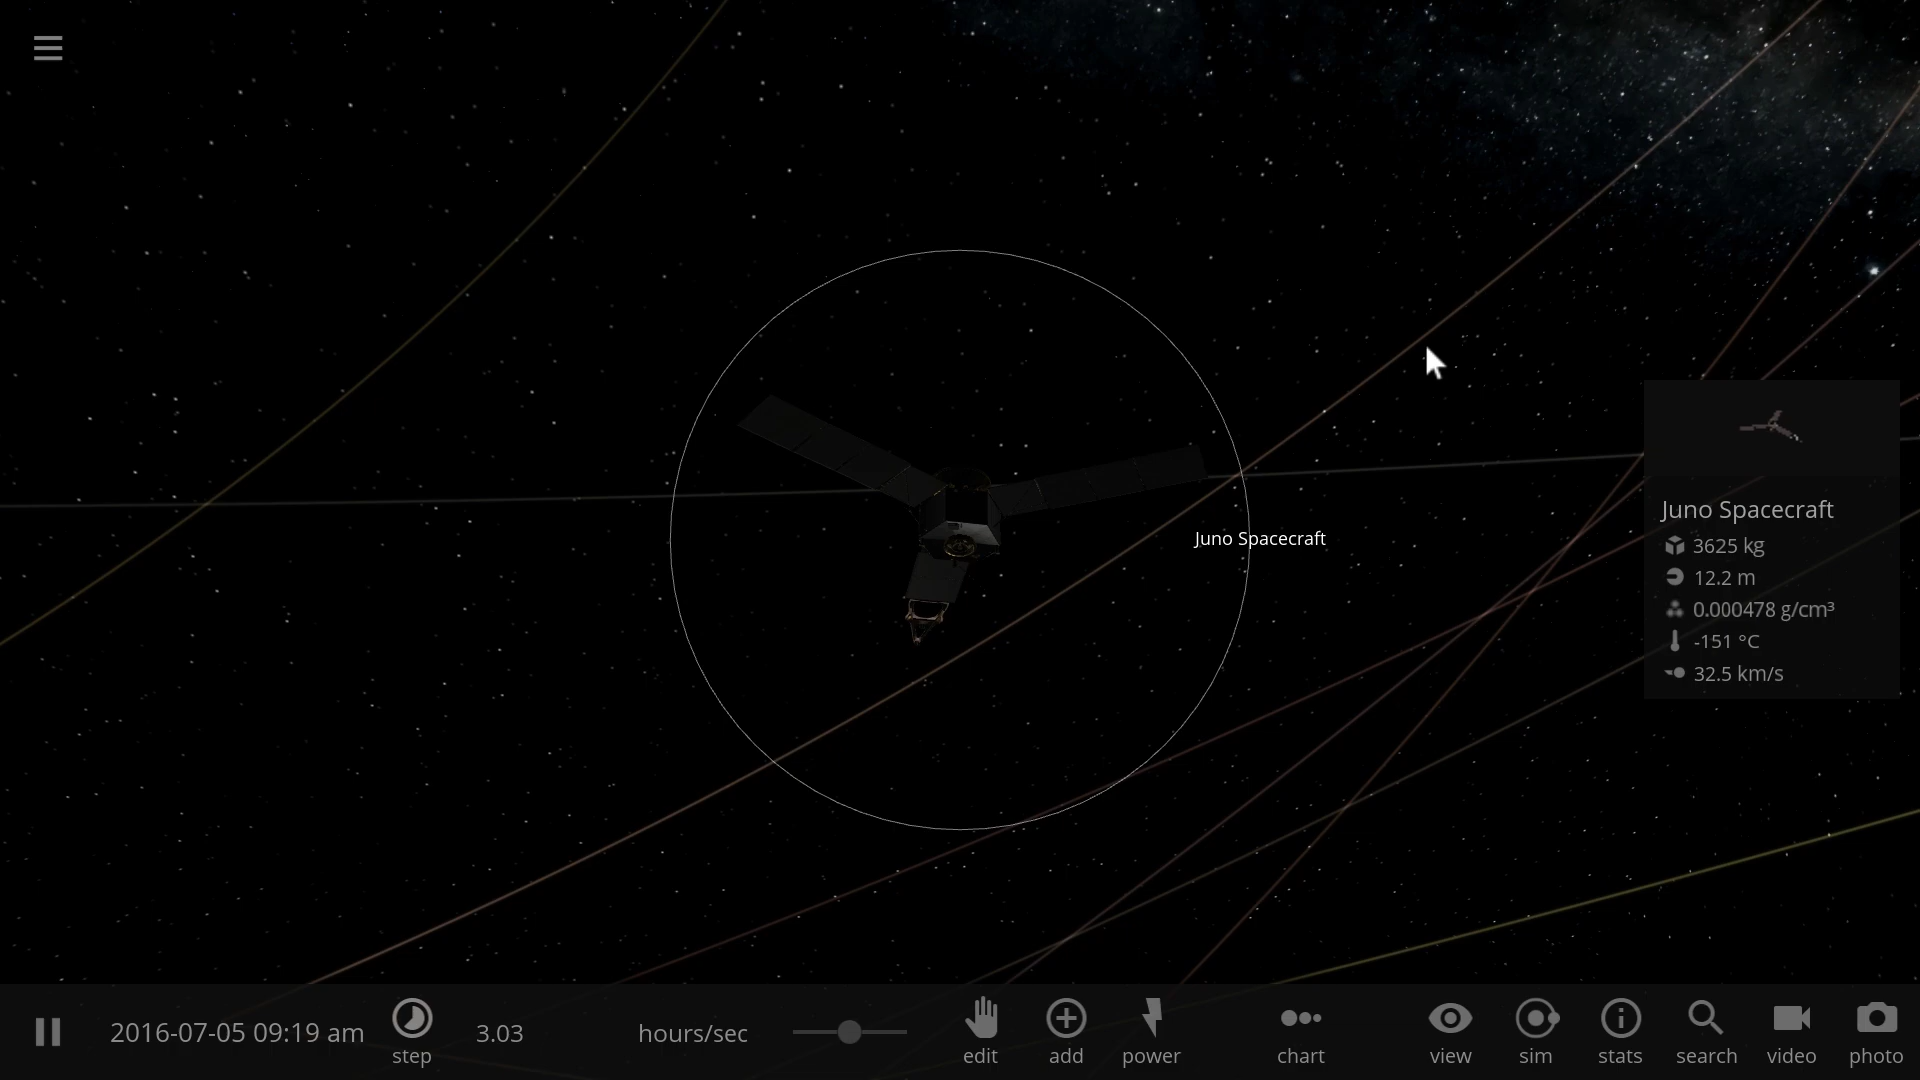 Juno Spacecraft
Juno Spacecraft
3625 kg
12.2 m
0.000478 g/cm³
-151 °C
32.5 km/s
2016-07-05 09:19 am
step
3.03
hours/sec
edit
add
power
chart
view
sim
stats
search
video
photo